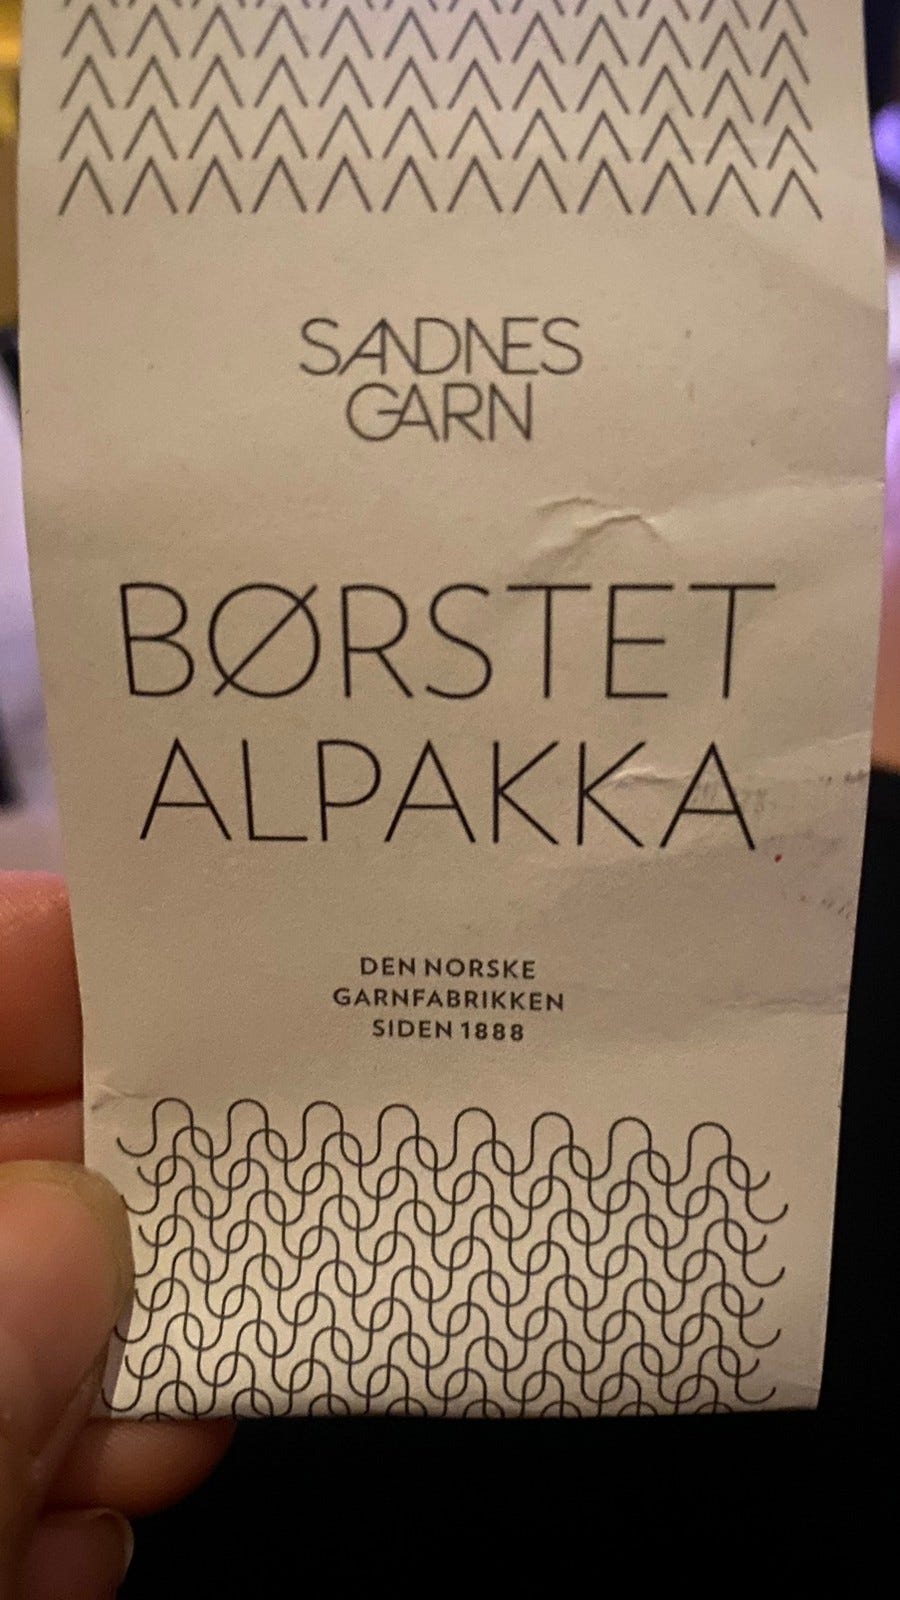 SANDNES
GARN
BØRSTET
ALPAKKA
DEN NORSKE
GARNFABRIKKEN
SIDEN 1888